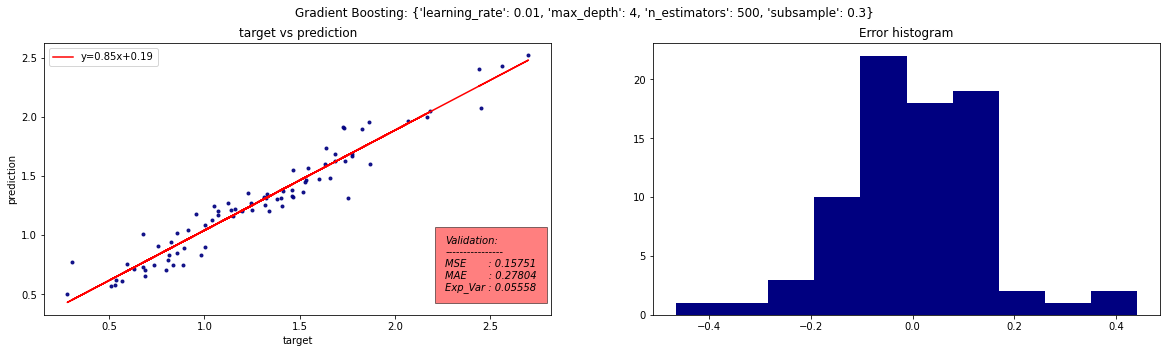 Gradient Boosting: {'learning_rate': 0.01, 'max_depth': 4, 'n_estimators': 500, 'subsample': 0.3}
target vs prediction
y=0.85x+0.19
2.5
2.0
1.5
1.0
0.5
prediction
Validation:
----------------
MSE : 0.15751
MAE : 0.27804
Exp_Var : 0.05558
0.5
1.0
1.5
2.0
2.5
target
Error histogram
20
15
10
5
0
−0.4
−0.2
0.0
0.2
0.4